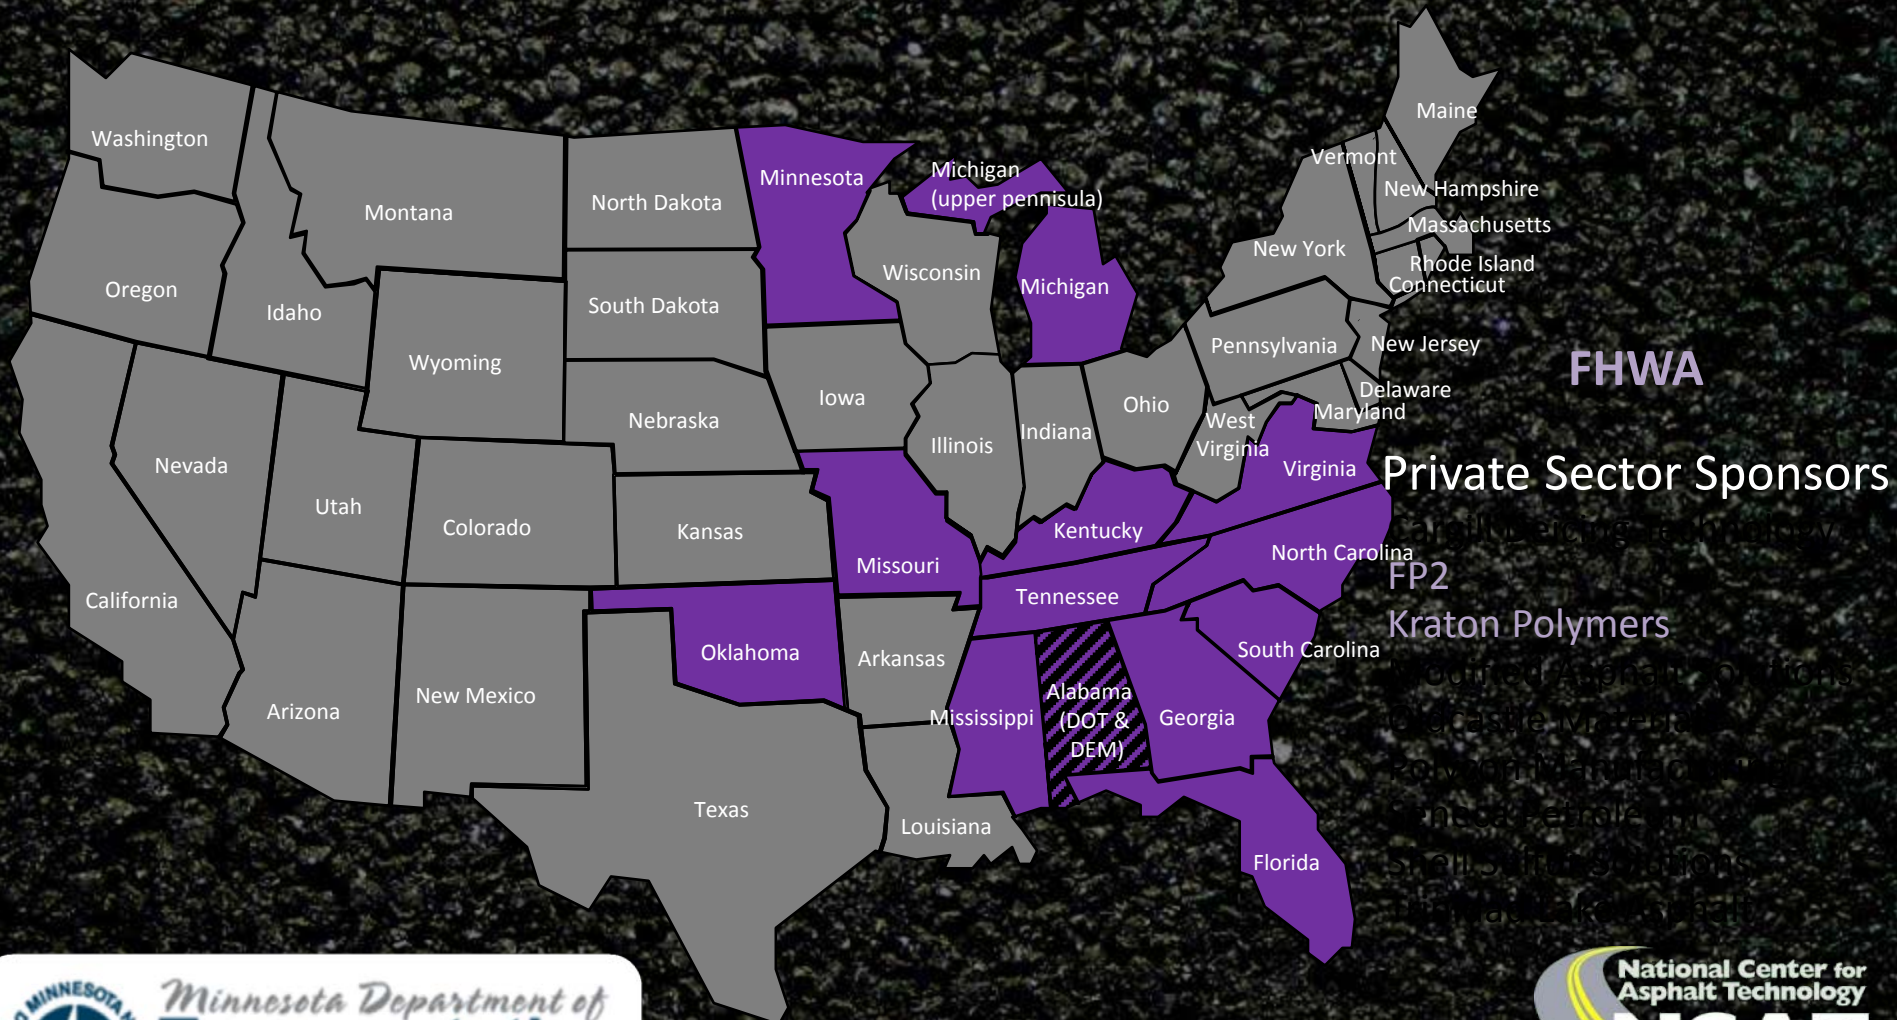 Washington
Oregon
California
Nevada
Idaho
Montana
Wyoming
Utah
Arizona
Colorado
New Mexico
North Dakota
South Dakota
Nebraska
Kansas
Oklahoma
Texas
Minnesota
Iowa
Missouri
Arkansas
Louisiana
Wisconsin
Illinois
Michigan
(upper pennisula)
Michigan
Indiana
Ohio
Kentucky
Tennessee
Mississippi
Alabama
(DOT &
DEM)
Georgia
Florida
South Carolina
North Carolina
Virginia
West
Virginia
Maryland
Delaware
Pennsylvania
New Jersey
New York
Connecticut
Rhode Island
Massachusetts
New Hampshire
Vermont
Maine
FHWA
Private Sector Sponsors
FP2
Kraton Polymers
MINNESOTA
Minnesota Department of
National Center for
Asphalt Technology
NCAT